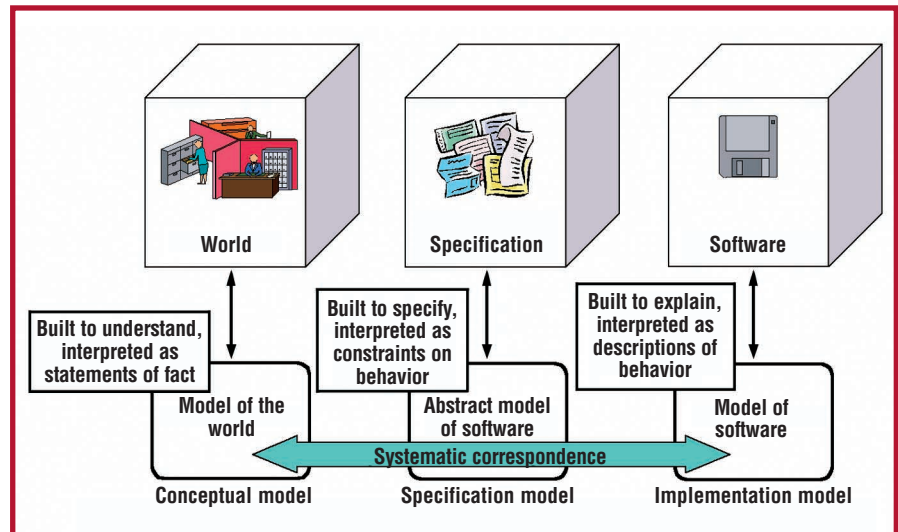 World
Specification
Software
Built to understand,
interpreted as
statements of fact
Built to specify,
interpreted as
constraints on
behavior
Built to explain,
interpreted as
descriptions of
behavior
Model of the
world
Abstract model
of software
Model of
software
Systematic correspondence
Conceptual model
Specification model
Implementation model